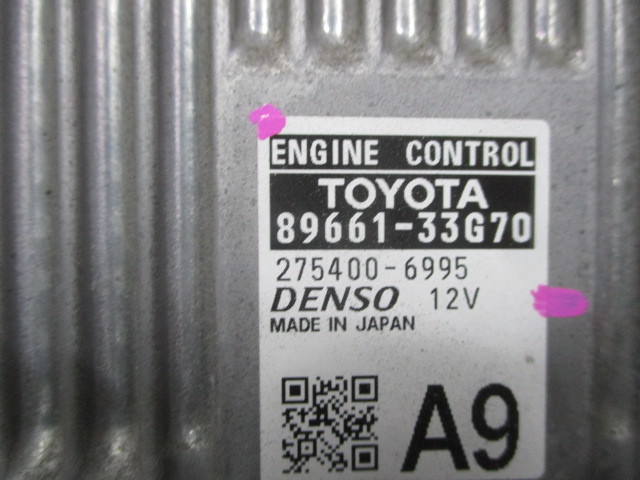 ENGINE CONTROL
TOYOTA
89661-33G70
275400-6995
DENSO 12V
MADE IN JAPAN
A9